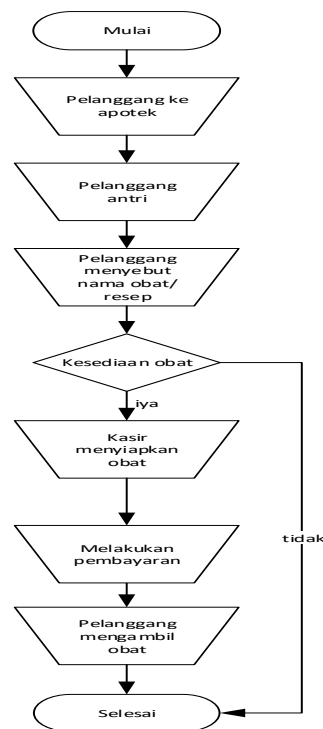 Mulai
Pelanggang ke
apotek
Pelanggang
antri
Pelanggang
menyebut
nama obat/
resep
Kesediaan obat
iya
Kasir
menyiapkan
obat
tidak
Melakukan
pembayaran
Pelanggang
mengambil
obat
Selesai